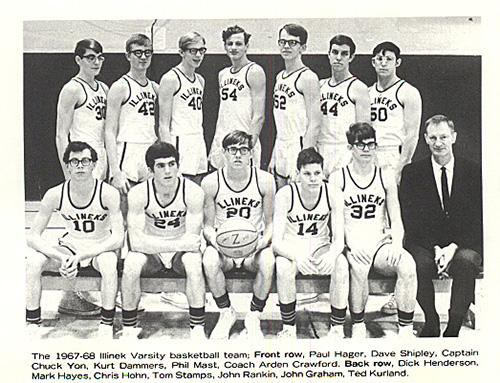 ILLINEKS
30
ILLINEKS
42
ILLINEKS
40
ILLINEKS
54
ILLINEKS
52
ILLINEKS
44
ILLINEKS
50
ILLINEKS
10
ILLINEKS
24
ILLINEKS
20
Z
ILLINEKS
14
ILLINEKS
32
The 1967-68 Illinek Varsity basketball team; Front row, Paul Hager, Dave Shipley, Captain
Chuck Yon, Kurt Dammers, Phil Mast, Coach Arden Crawford. Back row, Dick Henderson,
Mark Hayes, Chris Hohn, Tom Stamps, John Rankin, John Graham, Ted Kurland.